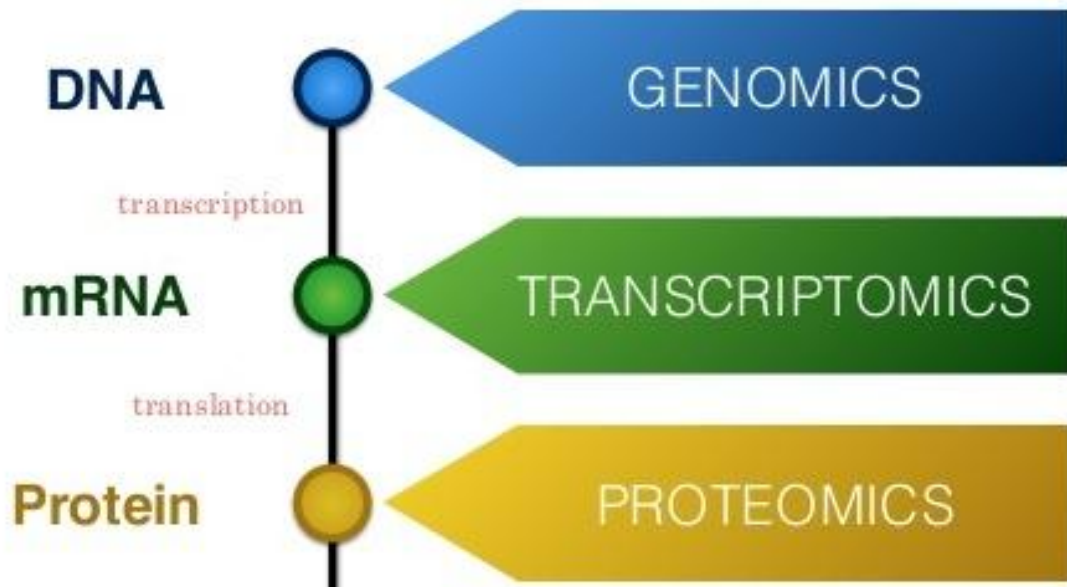 DNA
GENOMICS
transcription
mRNA
TRANSCRIPTOMICS
translation
Protein
PROTEOMICS